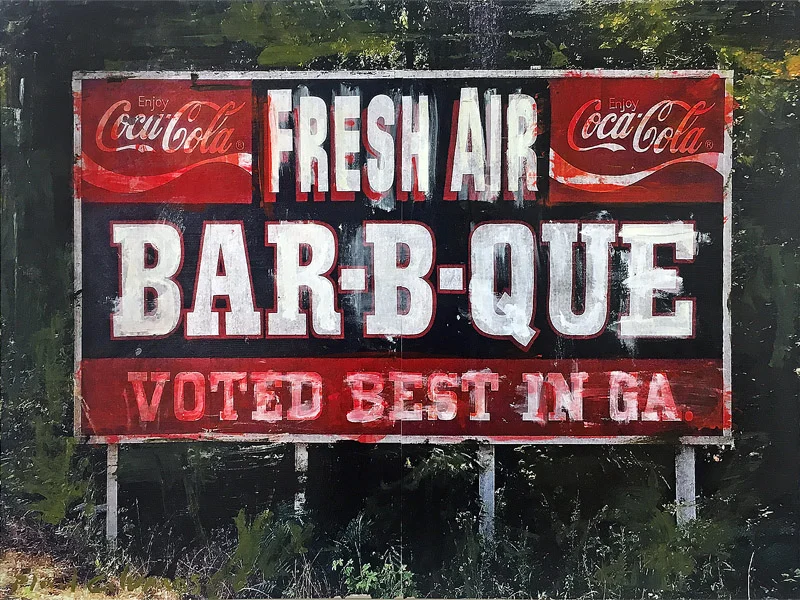 Enjoy
Coca-Cola®
FRESH AIR
Enjoy
Coca-Cola®
BAR-B-QUE
VOTED BEST IN GA.